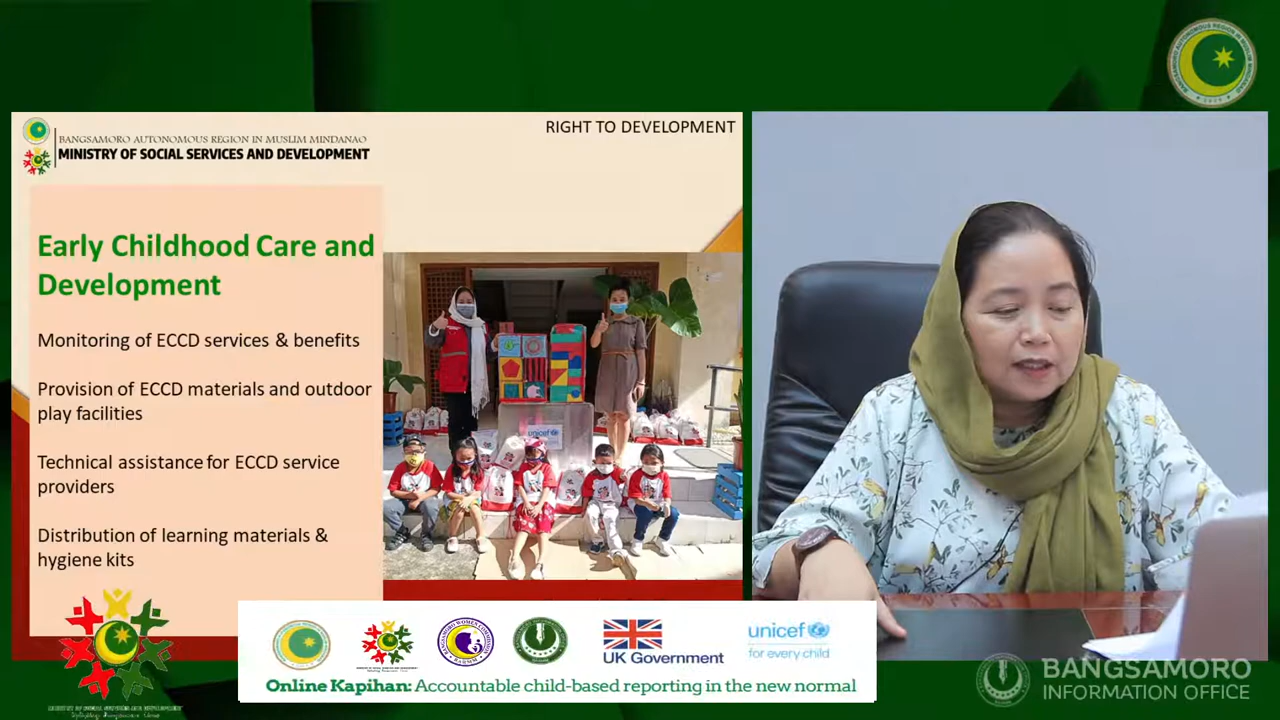 BANGSAMORO AUTONOMOUS REGION IN MUSLIM MINDANAO
MINISTRY OF SOCIAL SERVICES AND DEVELOPMENT
RIGHT TO DEVELOPMENT
Early Childhood Care and
Development
Monitoring of ECCD services & benefits
Provision of ECCD materials and outdoor
play facilities
Technical assistance for ECCD service
providers
Distribution of learning materials &
hygiene kits
unicef
UK Government
unicef
for every child
Online Kapihan: Accountable child-based reporting in the new normal
BANGSAMORO
INFORMATION OFFICE